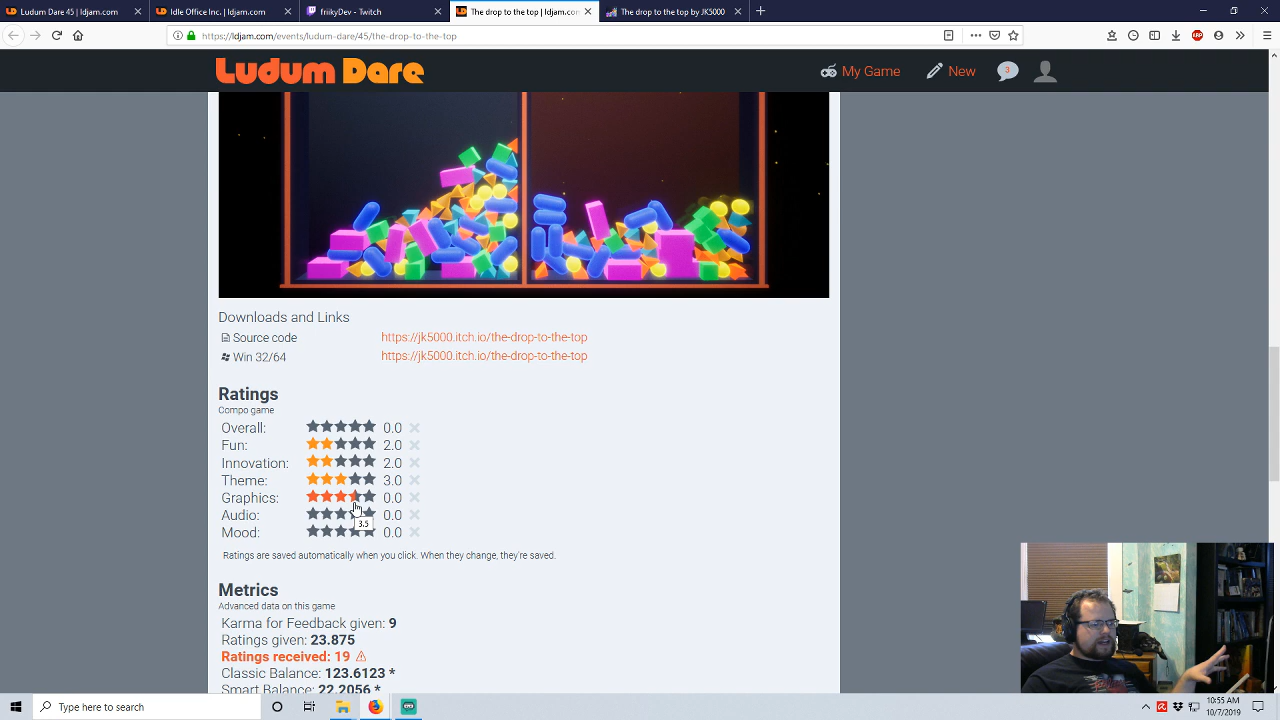 Ludum Dare 45 | ldjam.com
Idle Office Inc. | ldjam.com
friikyDev - Twitch
The drop to the top | ldjam.com
The drop to the top by JK5000
https://ldjam.com/events/ludum-dare/45/the-drop-to-the-top
ABP
LUDUM DARE
My Game
New
3
Downloads and Links
Source code https://jk5000.itch.io/the-drop-to-the-top
Win 32/64 https://jk5000.itch.io/the-drop-to-the-top
Ratings
Compo game
Overall: 0.0
Fun: 2.0
Innovation: 2.0
Theme: 3.0
Graphics: 0.0
Audio: 0.0
3.5
Mood: 0.0
Ratings are saved automatically when you click. When they change, they're saved.
Metrics
Advanced data on this game
Karma for Feedback given: 9
Ratings given: 23.875
Ratings received: 19
Classic Balance: 123.6123 *
Smart Balance: 22.2056 *
Type here to search
10:55 AM
10/7/2019